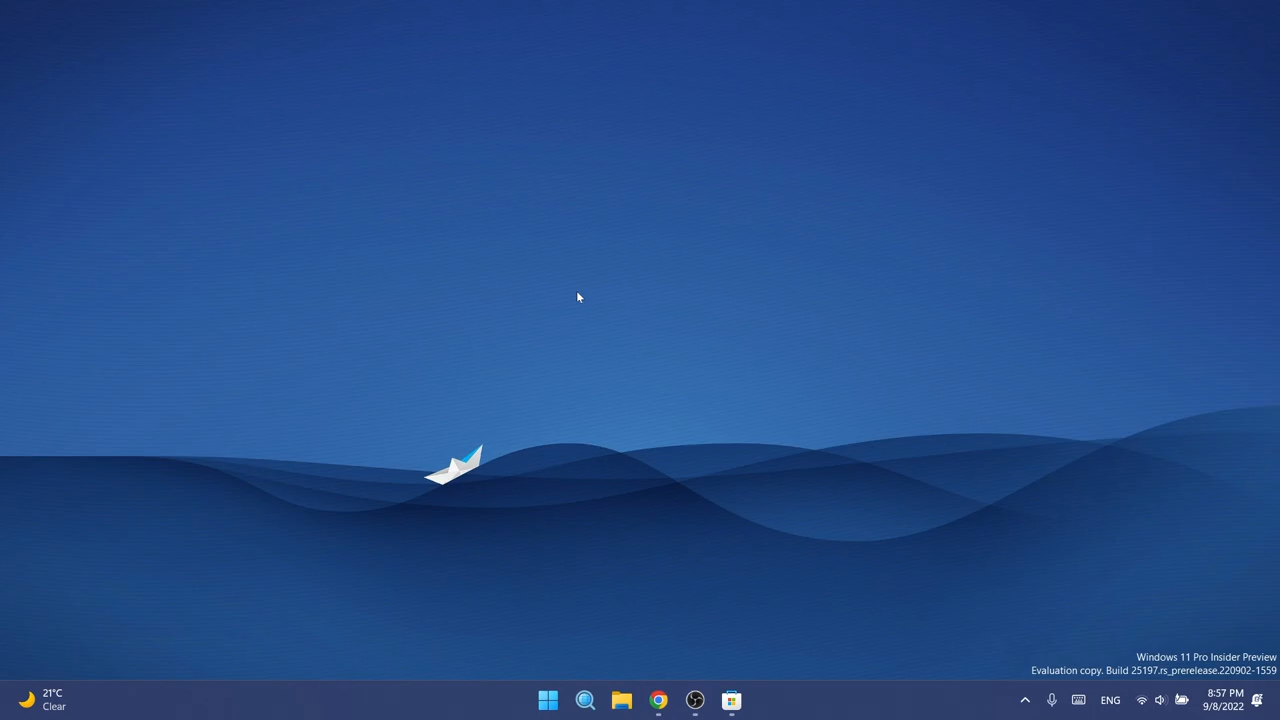 Windows 11 Pro Insider Preview
Evaluation copy. Build 25197.rs_prerelease.220902-1559
21°C
Clear
ENG
8:57 PM
9/8/2022